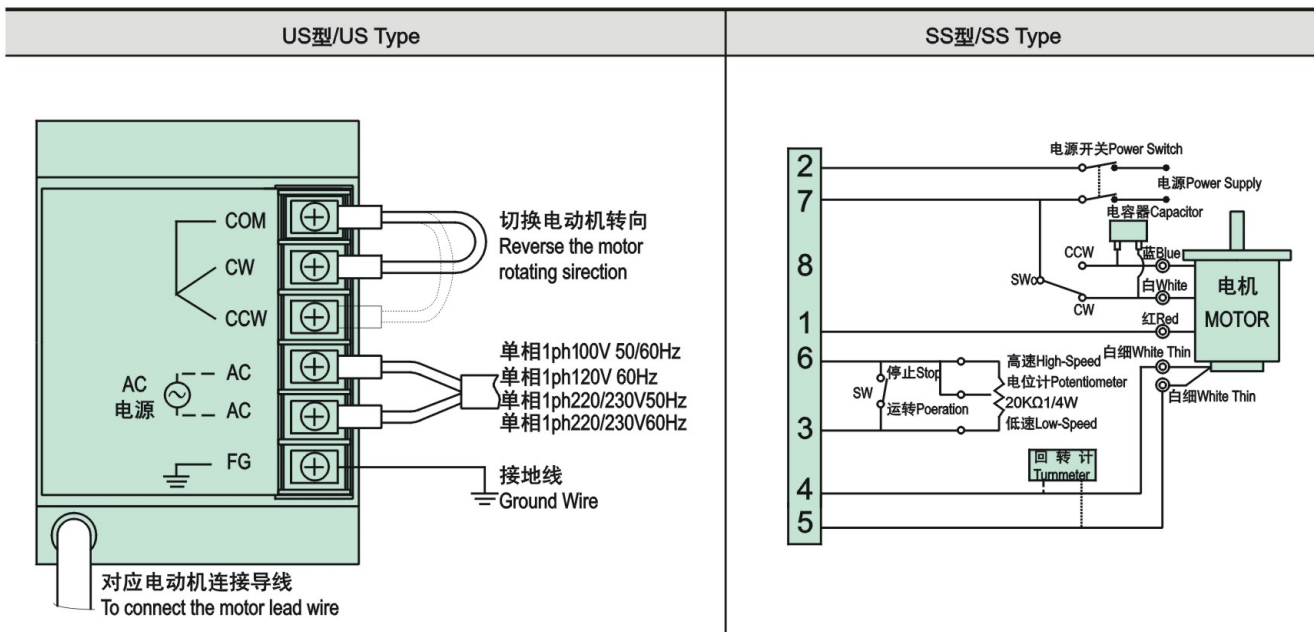 US型/US Type
COM
CW
CCW
AC
AC
AC
电源
FG
切换电动机转向
Reverse the motor
rotating sirection
单相1ph100V 50/60Hz
单相1ph120V 60Hz
单相1ph220/230V50Hz
单相1ph220/230V60Hz
接地线
Ground Wire
对应电动机连接导线
To connect the motor lead wire
SS型/SS Type
2
7
8
1
6
3
4
5
电源开关Power Switch
电源Power Supply
电容器Capacitor
CCW
蓝Blue
SW
白White
CW
红Red
电机
MOTOR
白细White Thin
白细White Thin
停止Stop
SW
运转Poeration
高速High-Speed
电位计Potentiometer
20KΩ1/4W
低速Low-Speed
回转计
Turnmeter